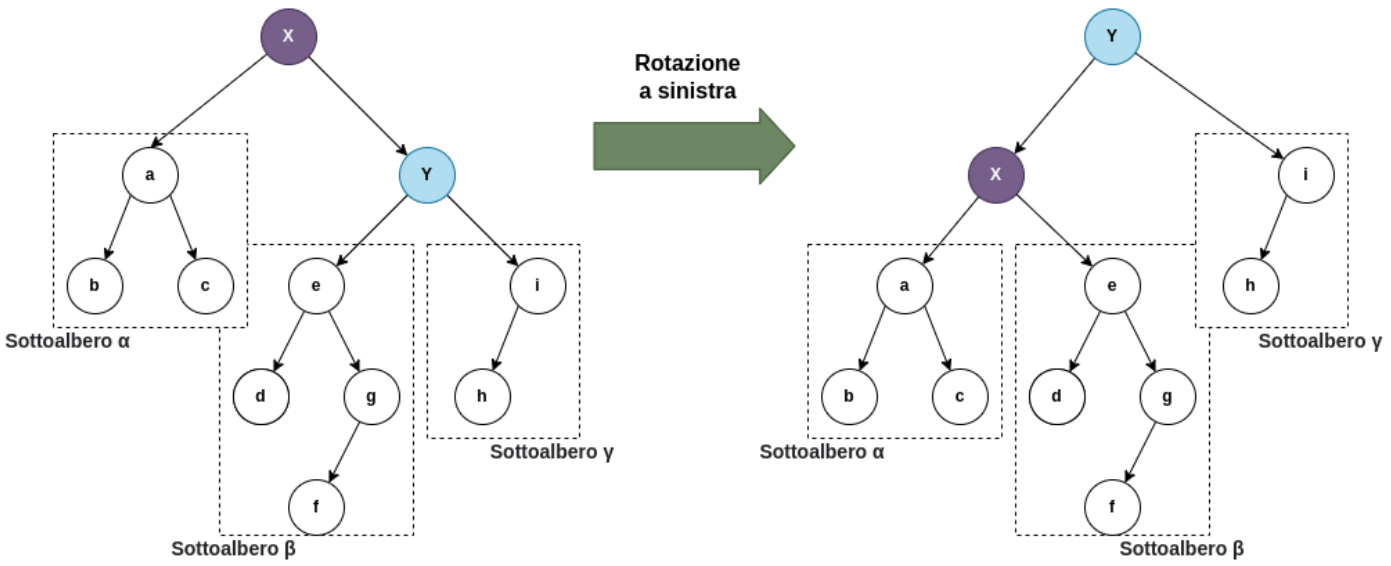 X
Y
Rotazione
a sinistra
a
Y
X
i
b
c
e
i
a
e
h
Sottoalbero α
Sottoalbero γ
d
g
h
b
c
d
g
Sottoalbero γ
Sottoalbero α
f
f
Sottoalbero β
Sottoalbero β